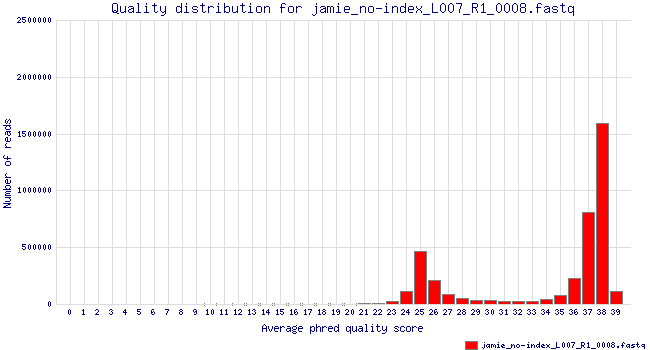 Quality distribution for jamie_no-index_L007_R1_0008.fastq
2500000
2000000
1500000
1000000
500000
0
Number of reads
0 1 2 3 4 5 6 7 8 9 10 11 12 13 14 15 16 17 18 19 20 21 22 23 24 25 26 27 28 29 30 31 32 33 34 35 36 37 38 39
Average phred quality score
jamie_no-index_L007_R1_0008.fastq